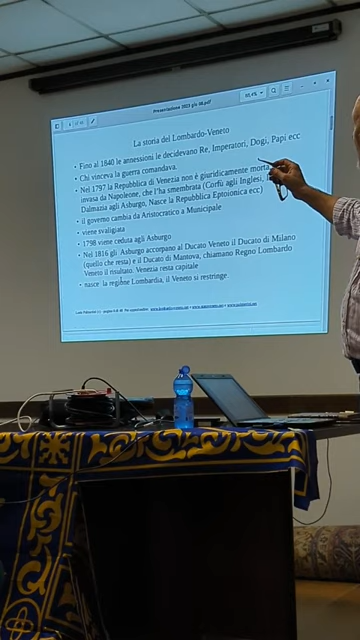 Presentazione 2023 giu 08.pdf
La storia del Lombardo-Veneto
• Fino al 1840 le annessioni le decidevano Re, Imperatori, Dogi, Papi ecc
• Chi vinceva la guerra comandava.
• Nel 1797 la Repubblica di Venezia non è giuridicamente morta
invasa da Napoleone, che l'ha smembrata (Corfù agli Inglesi,
Dalmazia agli Asburgo, Nasce la Repubblica Eptoionica ecc)
• il governo cambia da Aristocratico a Municipale
• viene svaligiata
• 1798 viene ceduta agli Asburgo
• Nel 1816 gli Asburgo accorpano al Ducato Veneto il Ducato di Milano
(quello che resta) e il Ducato di Mantova, chiamano Regno Lombardo
Veneto il risultato. Venezia resta capitale
• nasce la regione Lombardia, il Veneto si restringe